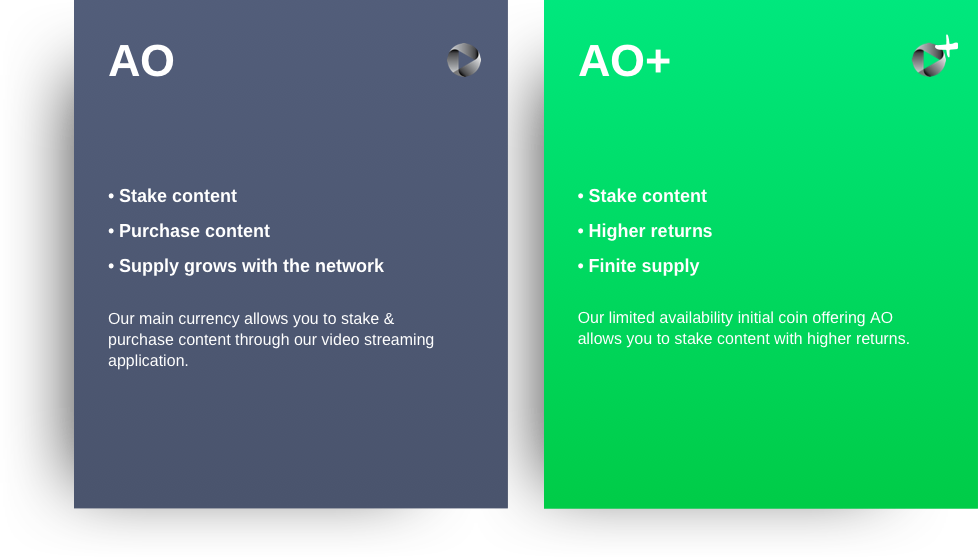 AO
• Stake content
• Purchase content
• Supply grows with the network
Our main currency allows you to stake &
purchase content through our video streaming
application.
AO+
• Stake content
• Higher returns
• Finite supply
Our limited availability initial coin offering AO
allows you to stake content with higher returns.